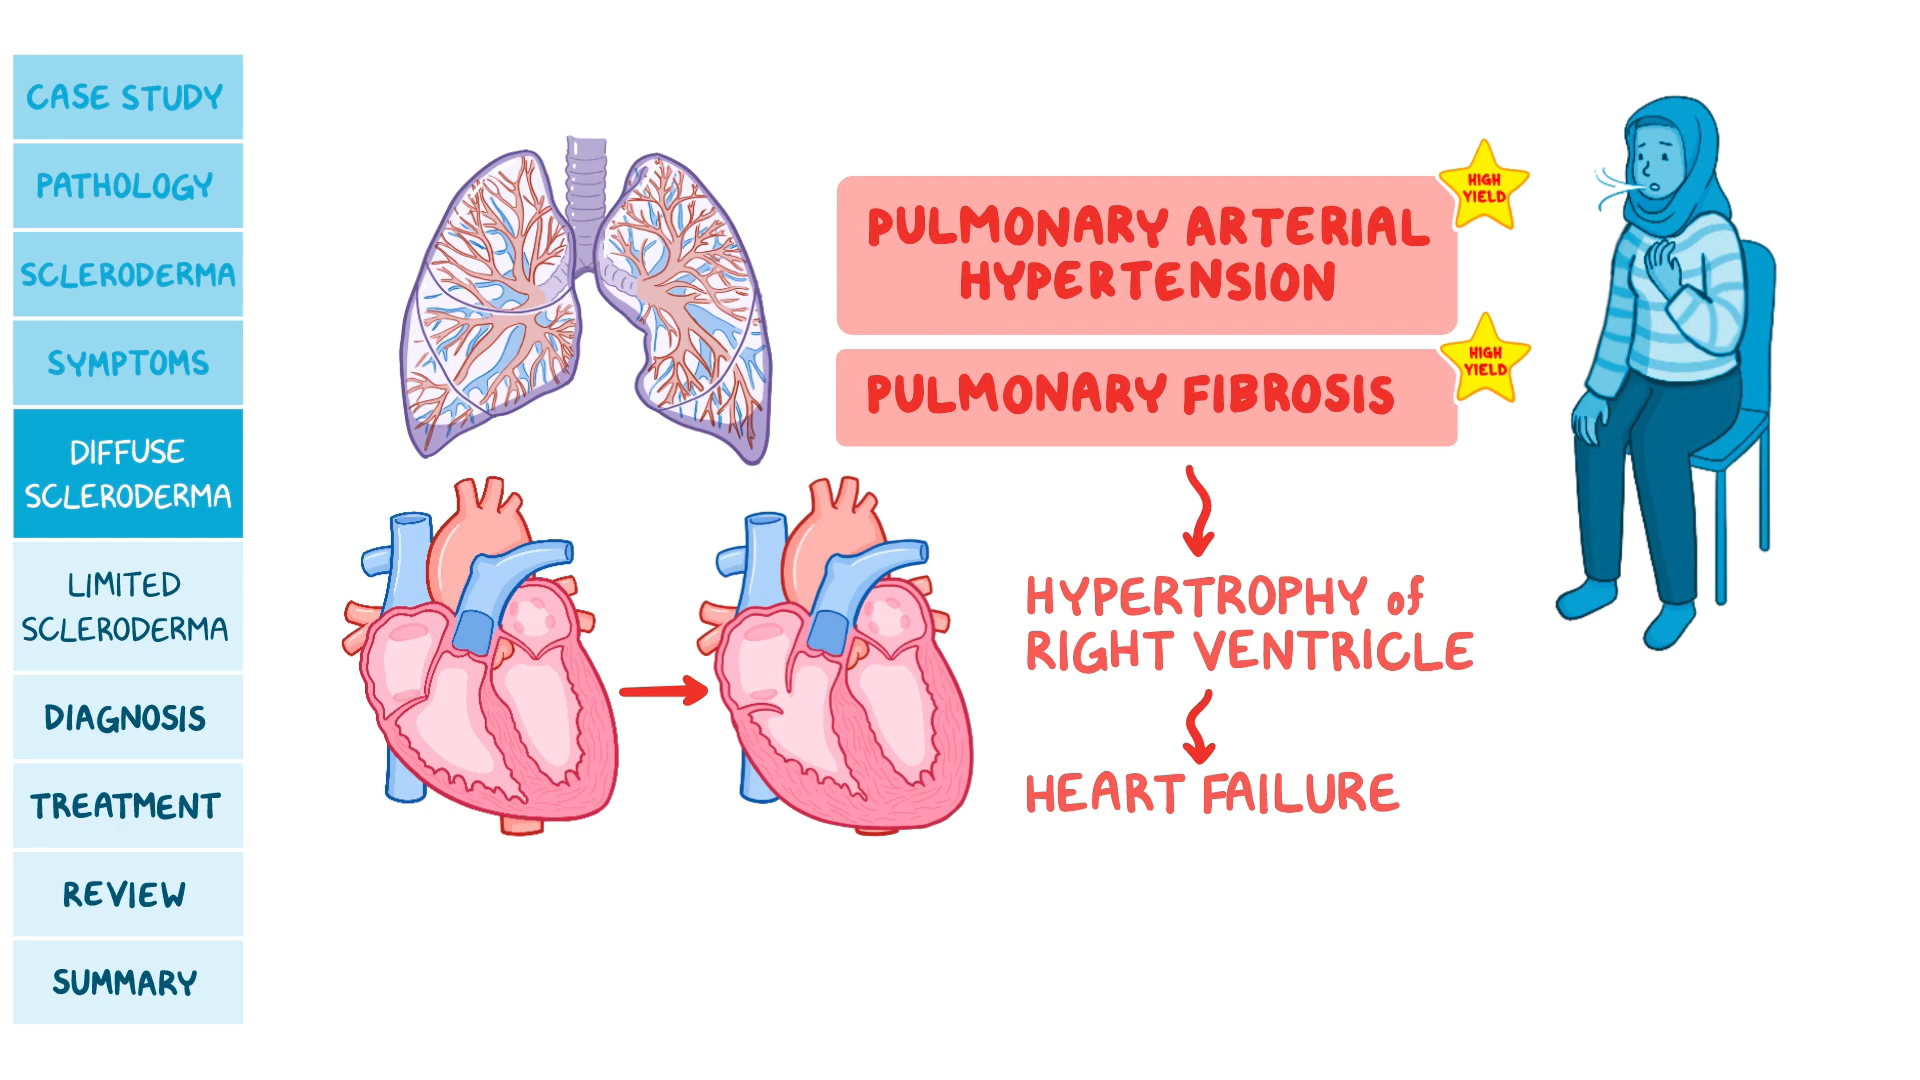 CASE STUDY
PATHOLOGY
SCLERODERMA
SYMPTOMS
DIFFUSE
SCLERODERMA
LIMITED
SCLERODERMA
DIAGNOSIS
TREATMENT
REVIEW
SUMMARY
PULMONARY ARTERIAL
HYPERTENSION
HIGH
YIELD
PULMONARY FIBROSIS
HIGH
YIELD
HYPERTROPHY of
RIGHT VENTRICLE
HEART FAILURE